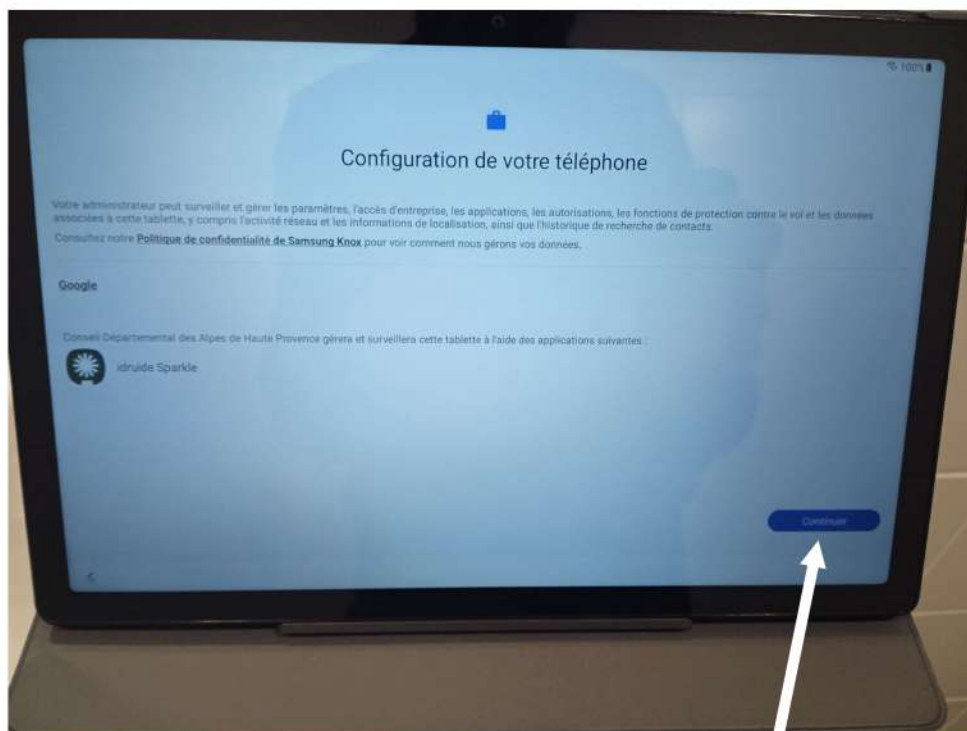 100%
Configuration de votre téléphone
Votre administrateur peut surveiller et gérer les paramètres, l'accès d'entreprise, les applications, les autorisations, les fonctions de protection contre le vol et les données
associées à cette tablette, y compris l'activité réseau et les informations de localisation, ainsi que l'historique de recherche de contacts.
Consultez notre Politique de confidentialité de Samsung Knox pour voir comment nous gérons vos données.
Google
Conseil Départemental des Alpes de Haute Provence gérera et surveillera cette tablette à l'aide des applications suivantes :
idruide Sparkle
Continuer